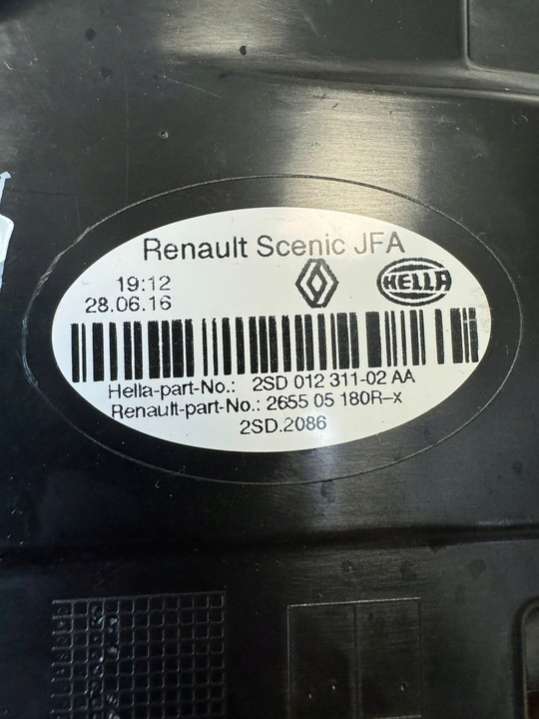 Renault Scenic JFA
19:12
28.06.16
HELLA
Hella-part-No.: 2SD 012 311-02 AA
Renault-part-No.: 2655 05 180R-x
2SD.2086